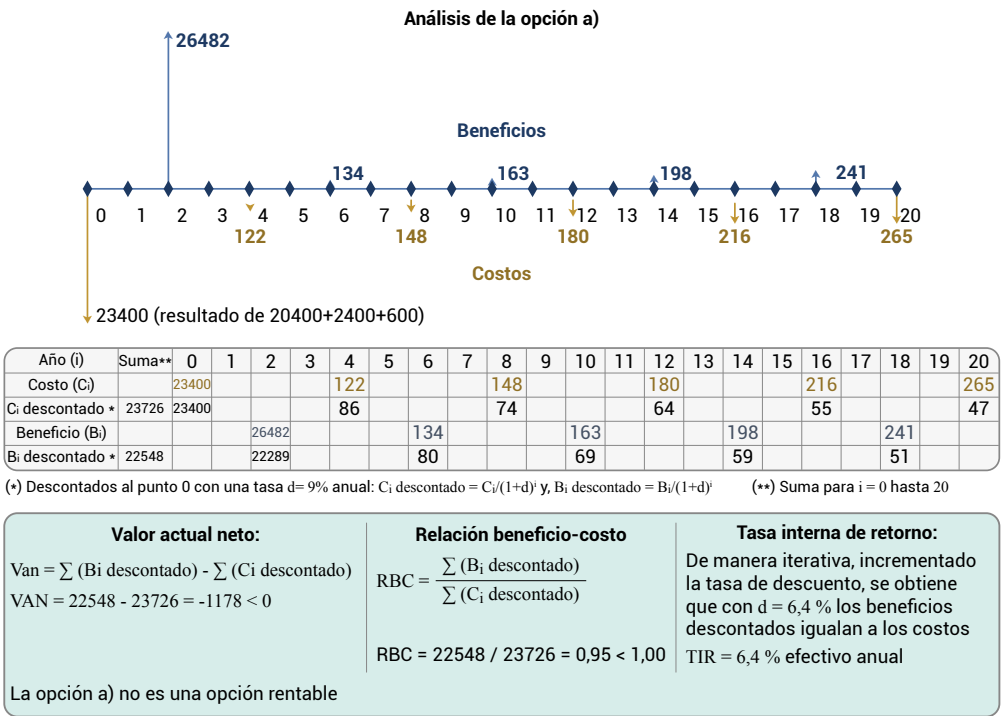 Análisis de la opción a)
26482
Beneficios
134 163 198 241
0 1 2 3 4 5 6 7 8 9 10 11 12 13 14 15 16 17 18 19 20
122 148 180 216 265
Costos
23400 (resultado de 20400+2400+600)
Año (i) Suma** 0 1 2 3 4 5 6 7 8 9 10 11 12 13 14 15 16 17 18 19 20
Costo (Ci) 23400 122 148 180 216 265
Ci descontado * 23726 23400 86 74 64 55 47
Beneficio (Bi) 26482 134 163 198 241
Bi descontado * 22548 22289 80 69 59 51
(*) Descontados al punto 0 con una tasa d= 9% anual: Ci descontado = Ci/(1+d)^i y, Bi descontado = Bi/(1+d)^i (**) Suma para i = 0 hasta 20
Valor actual neto:
Van = ∑ (Bi descontado) - ∑ (Ci descontado)
VAN = 22548 - 23726 = -1178 < 0
Relación beneficio-costo
RBC = ∑ (Bi descontado) / ∑ (Ci descontado)
RBC = 22548 / 23726 = 0,95 < 1,00
Tasa interna de retorno:
De manera iterativa, incrementado
la tasa de descuento, se obtiene
que con d = 6,4 % los beneficios
descontados igualan a los costos
TIR = 6,4 % efectivo anual
La opción a) no es una opción rentable